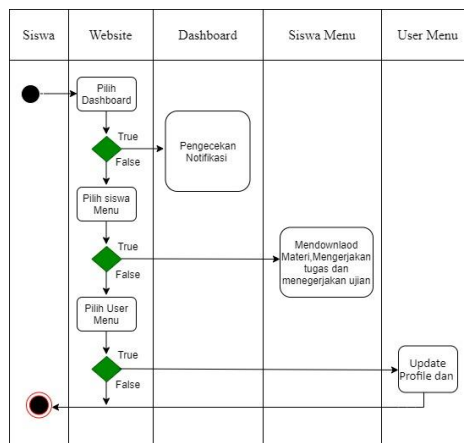 Siswa
Website
Dashboard
Siswa Menu
User Menu
Pilih
Dashboard
True
False
Pengecekan
Notifikasi
Pilih siswa
Menu
True
False
Mendownlaod
Materi,Mengerjakan
tugas dan
menegerjakan ujian
Pilih User
Menu
True
False
Update
Profile dan